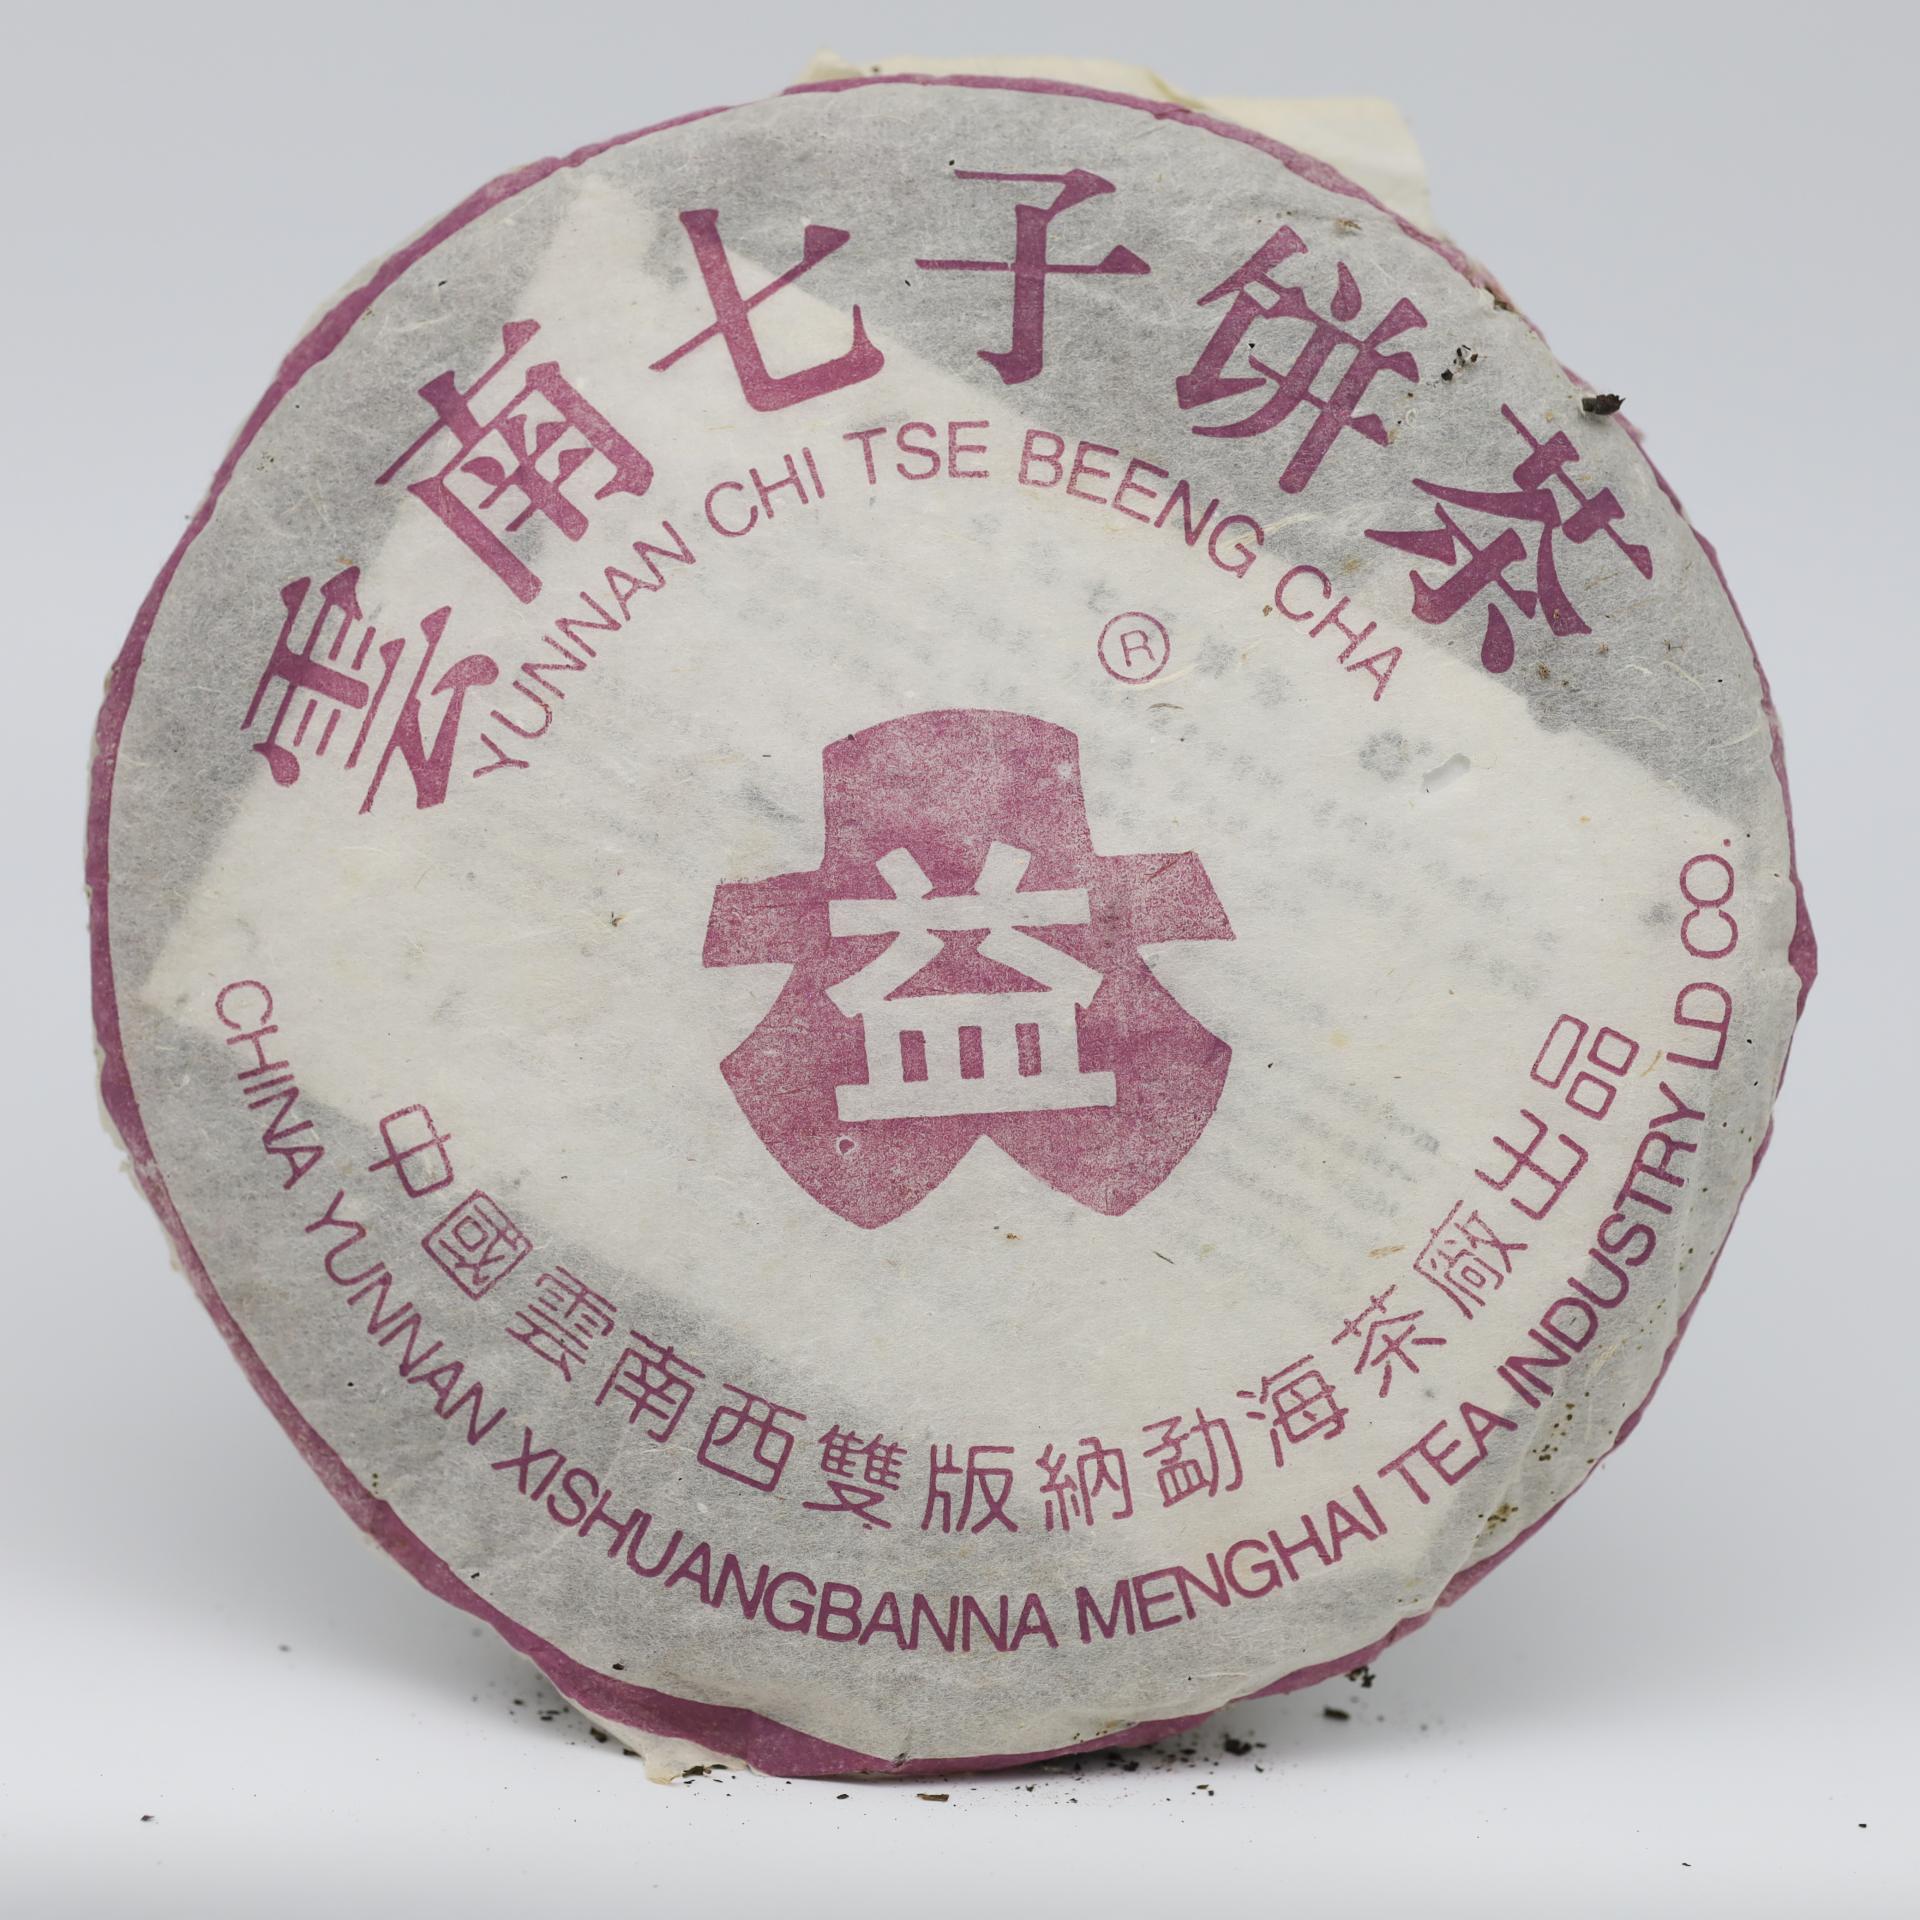 雲南七子餅茶
YUNNAN CHI TSE BEENG CHA
®
益
中國雲南西雙版納勐海茶廠出品
CHINA YUNNAN XISHUANGBANNA MENGHAI TEA INDUSTRY LD CO.